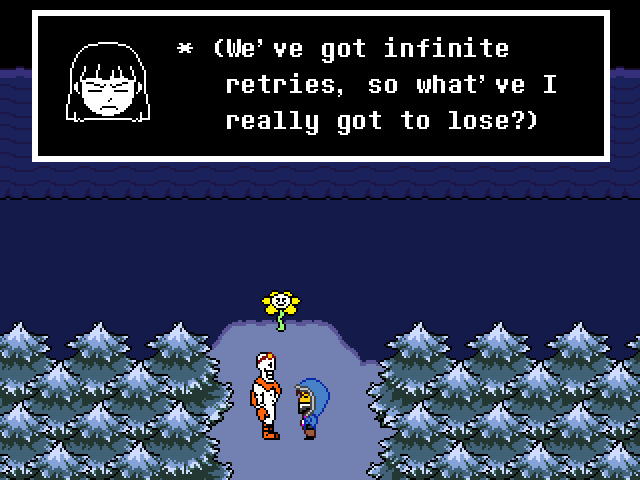 * (We've got infinite
retries, so what've I
really got to lose?)